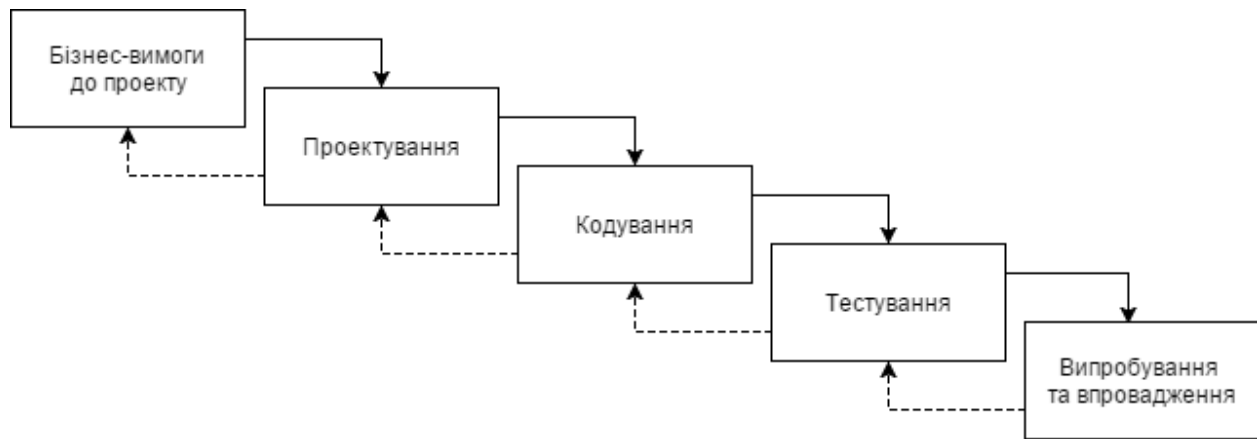 Бізнес-вимоги
до проекту
Проектування
Кодування
Тестування
Випробування
та впровадження